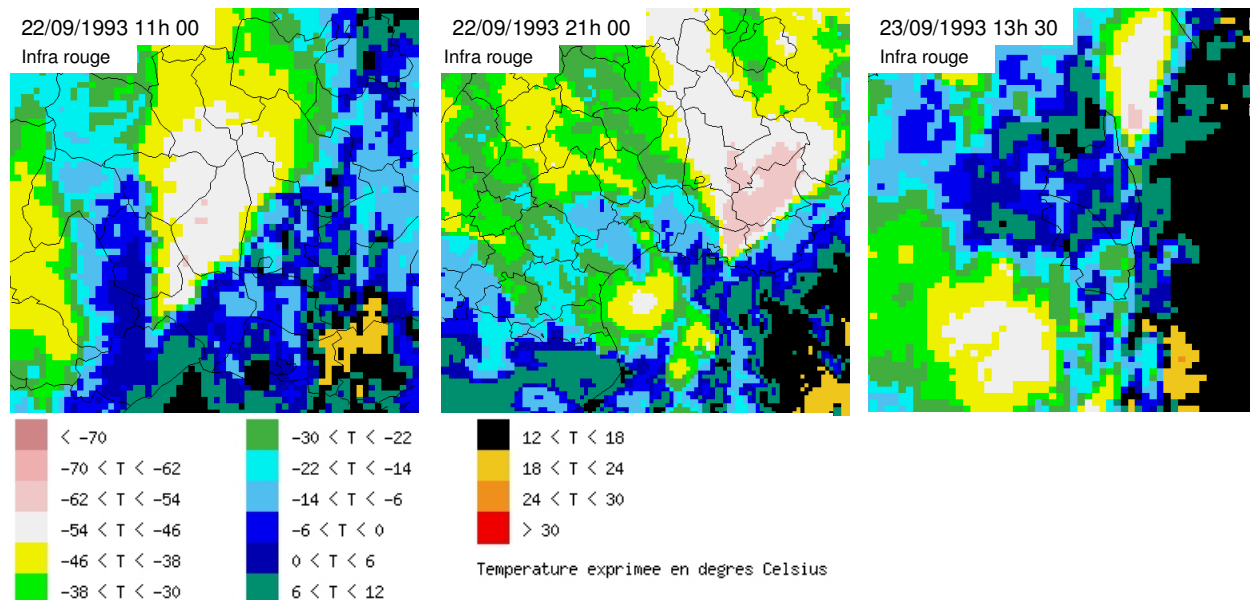 22/09/1993 11h 00
Infra rouge
22/09/1993 21h 00
Infra rouge
23/09/1993 13h 30
Infra rouge
< -70
-70 < T < -62
-62 < T < -54
-54 < T < -46
-46 < T < -38
-38 < T < -30
-30 < T < -22
-22 < T < -14
-14 < T < -6
-6 < T < 0
0 < T < 6
6 < T < 12
12 < T < 18
18 < T < 24
24 < T < 30
> 30
Temperature exprimee en degres Celsius